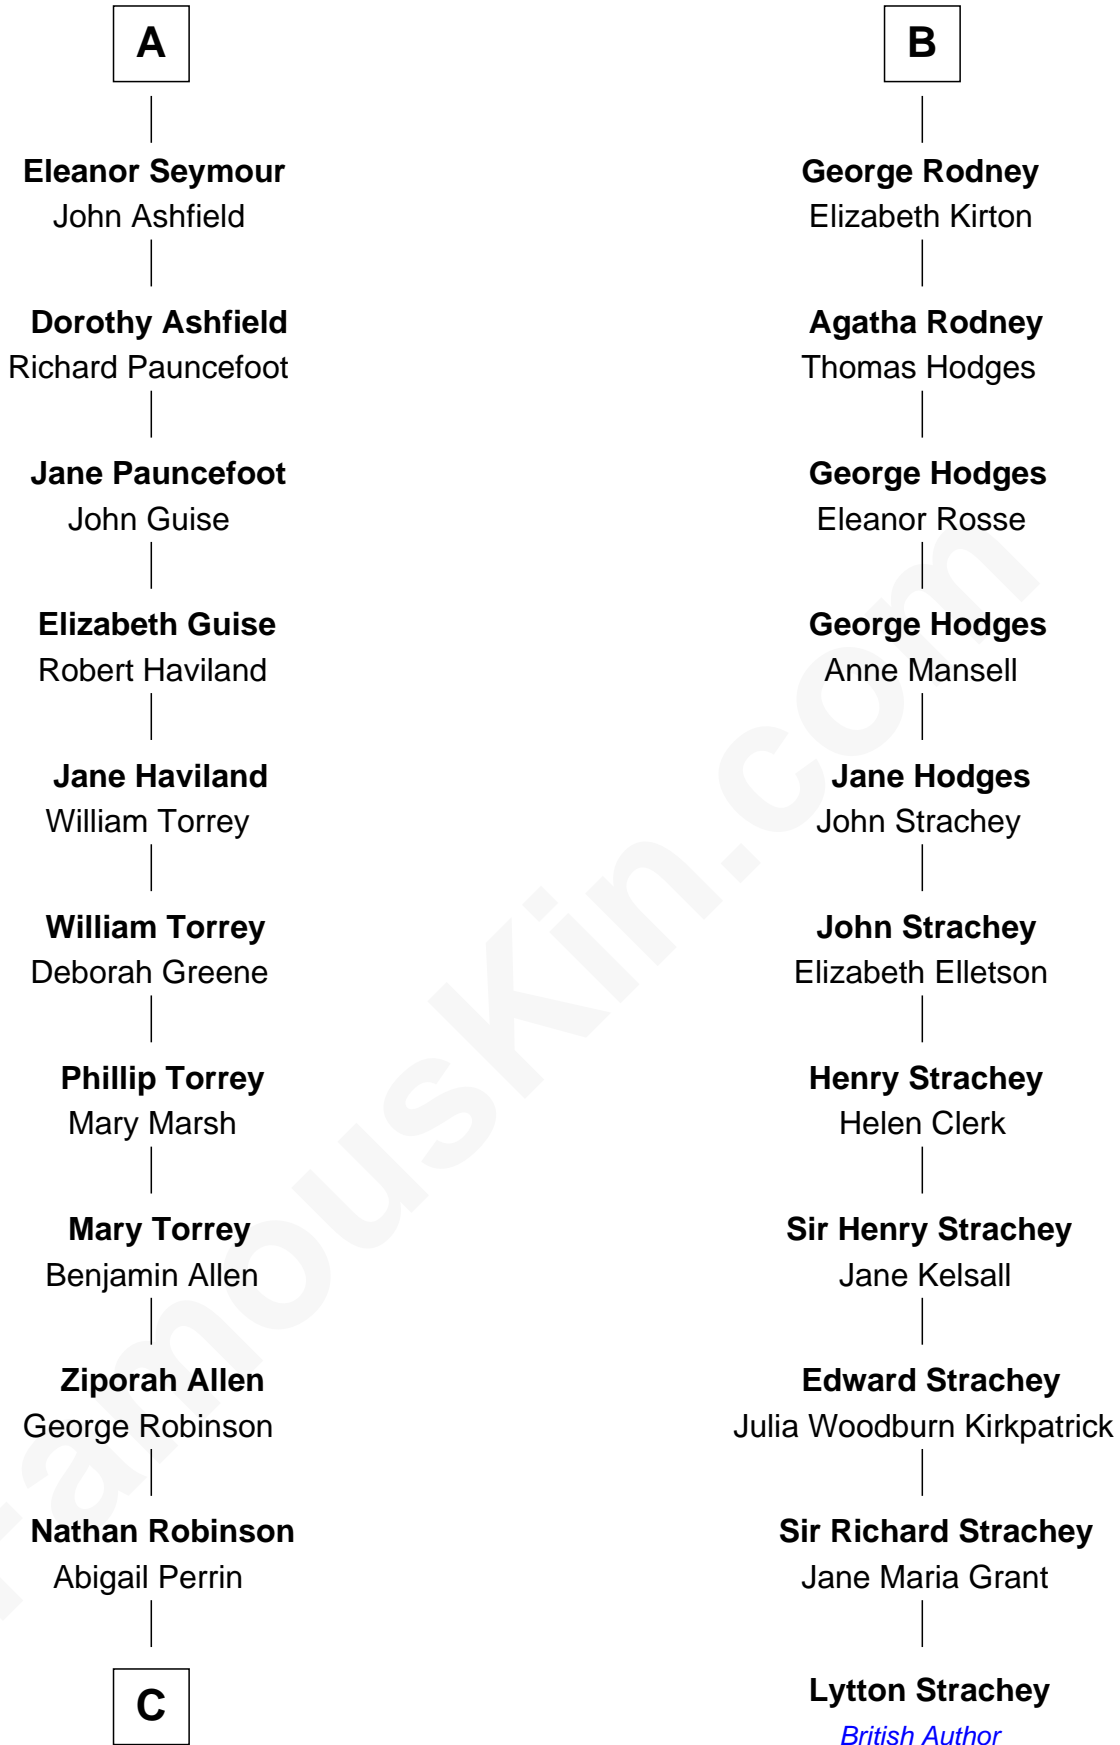 A
Eleanor Seymour
John Ashfield
Dorothy Ashfield
Richard Pauncefoot
Jane Pauncefoot
John Guise
Elizabeth Guise
Robert Haviland
Jane Haviland
William Torrey
William Torrey
Deborah Greene
Phillip Torrey
Mary Marsh
Mary Torrey
Benjamin Allen
Ziporah Allen
George Robinson
Nathan Robinson
Abigail Perrin
C
B
George Rodney
Elizabeth Kirton
Agatha Rodney
Thomas Hodges
George Hodges
Eleanor Rosse
George Hodges
Anne Mansell
Jane Hodges
John Strachey
John Strachey
Elizabeth Elletson
Henry Strachey
Helen Clerk
Sir Henry Strachey
Jane Kelsall
Edward Strachey
Julia Woodburn Kirkpatrick
Sir Richard Strachey
Jane Maria Grant
Lytton Strachey
British Author
FamousKin.com